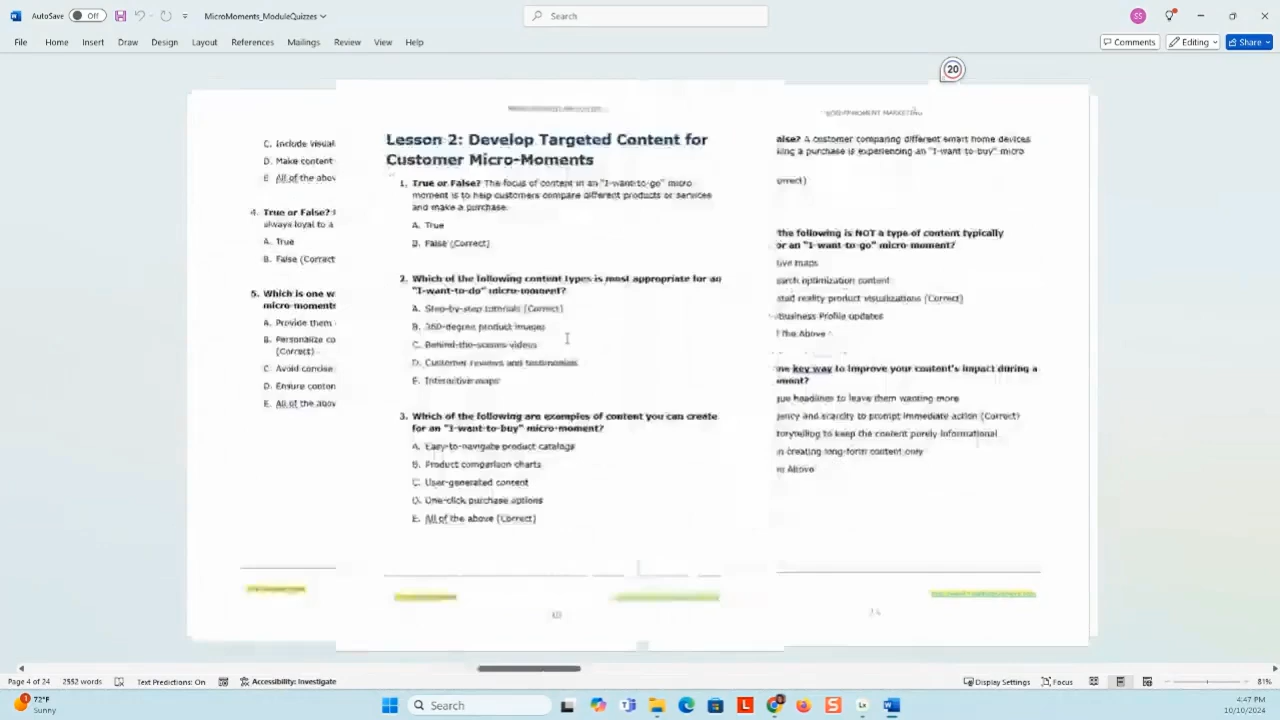 AutoSave Off MicroMoments_ModuleQuizzes Search SS
File Home Insert Draw Design Layout References Mailings Review View Help Comments Editing Share
20
C. Include visual
D. Make content
E. All of the abov
4. True or False?
always loyal to a
A. True
B. False (Correct
5. Which is one w
micro-moments
A. Provide them
B. Personalize co
(Correct)
C. Avoid concise
D. Ensure conten
E. All of the abov
Lesson 2: Develop Targeted Content for
Customer Micro-Moments
1. True or False? The focus of content in an "I-want-to-go" micro
moment is to help customers compare different products or services
and make a purchase.
A. True
B. False (Correct)
2. Which of the following content types is most appropriate for an
"I-want-to-do" micro-moment?
A. Step-by-step tutorials (Correct)
B. 360-degree product images
C. Behind-the-scenes videos
D. Customer reviews and testimonials
E. Interactive maps
3. Which of the following are examples of content you can create
for an "I-want-to-buy" micro-moment?
A. Easy-to-navigate product catalogs
B. Product comparison charts
C. User-generated content
D. One-click purchase options
E. All of the above (Correct)
MOMENT MARKETING
alse? A customer comparing different smart home devices
king a purchase is experiencing an "I-want-to-buy" micro
orrect)
the following is NOT a type of content typically
or an "I-want-to-go" micro-moment?
tive maps
earch optimization content
ted reality product visualizations (Correct)
Business Profile updates
f The Above
one key way to improve your content's impact during a
oment?
gue headlines to leave them wanting more
gency and scarcity to prompt immediate action (Correct)
torytelling to keep the content purely informational
n creating long-form content only
he Above
Page 4 of 24 2552 words Text Predictions: On Accessibility: Investigate Display Settings Focus 81%
72°F
Sunny
Search
4:47 PM
10/10/2024